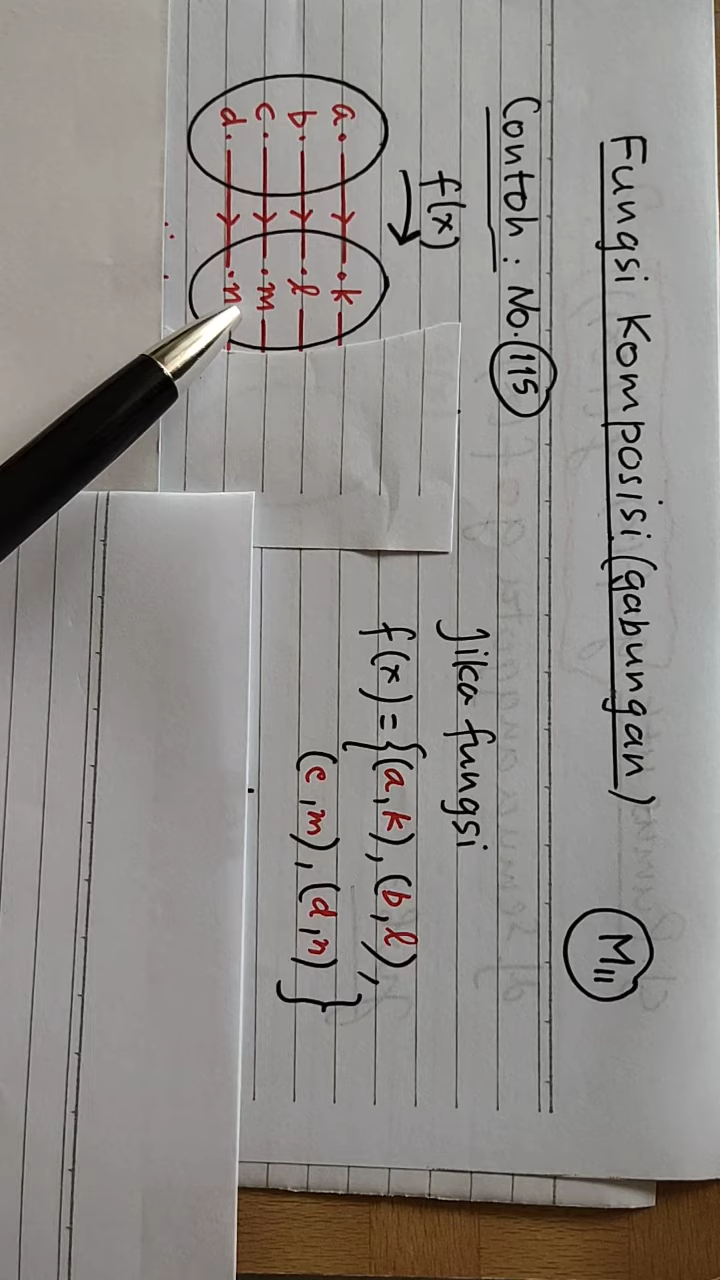 Fungsi Komposisi (gabungan)
M11
Contoh : No. 115
f(x)
a. .k
b. .l
c. .m
d. .n
jika fungsi
f(x) = {(a,k), (b,l),
(c,m), (d,n)}